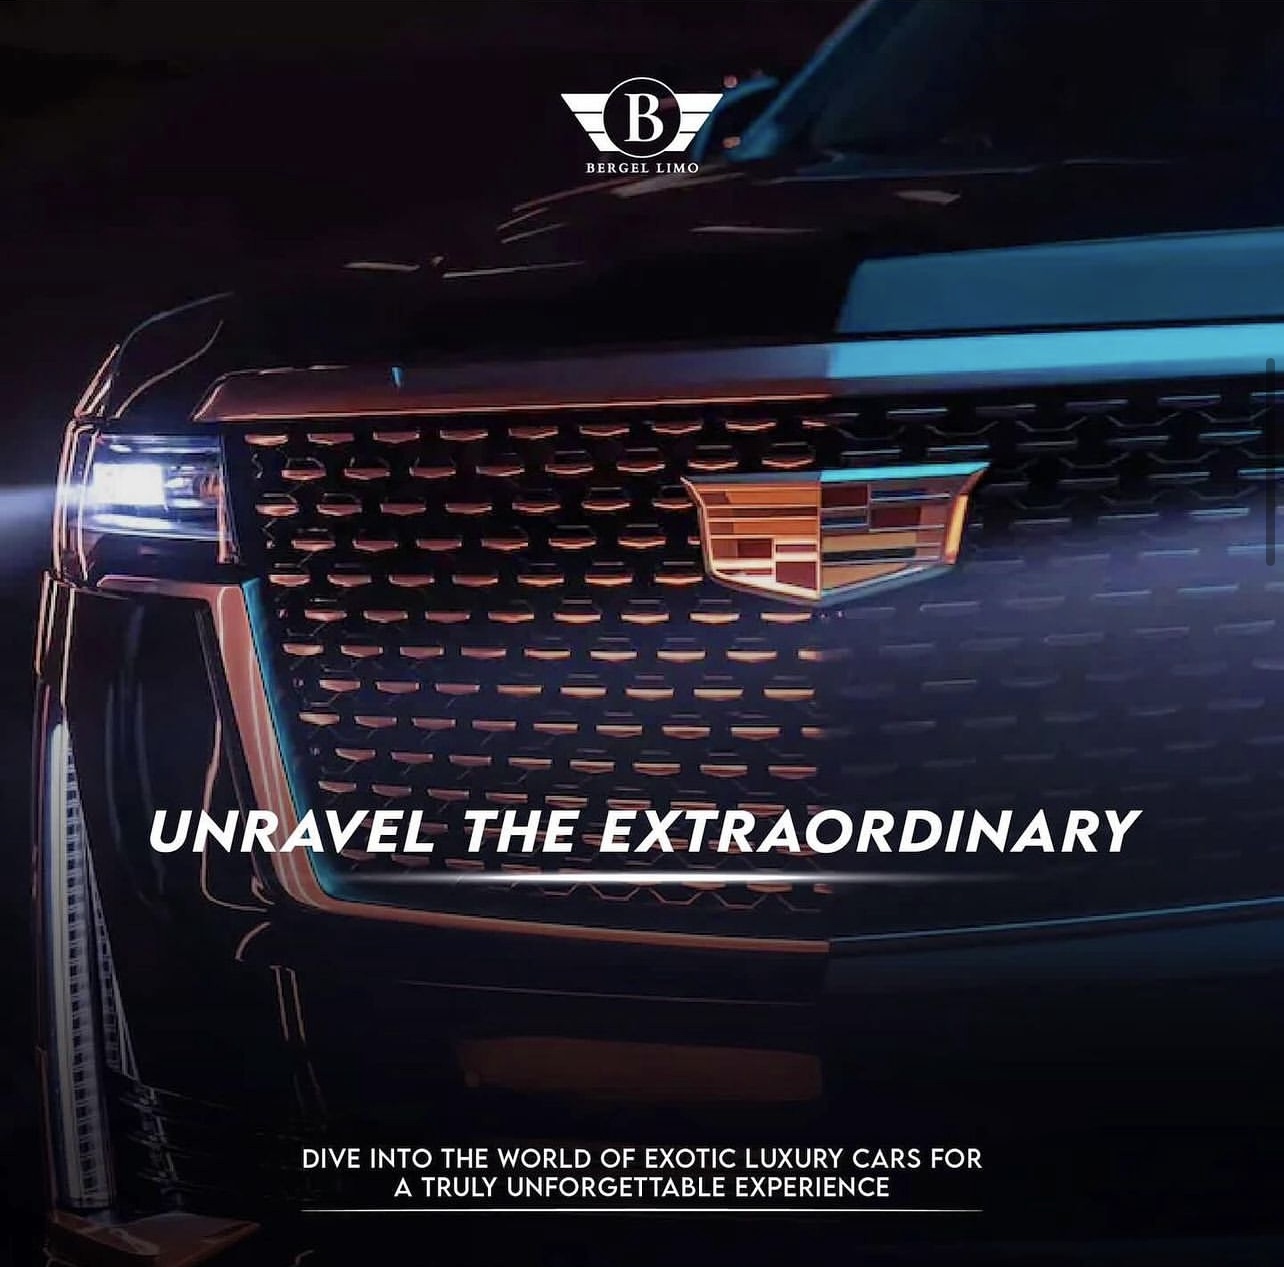 B
BERGEL LIMO
UNRAVEL THE EXTRAORDINARY
DIVE INTO THE WORLD OF EXOTIC LUXURY CARS FOR
A TRULY UNFORGETTABLE EXPERIENCE